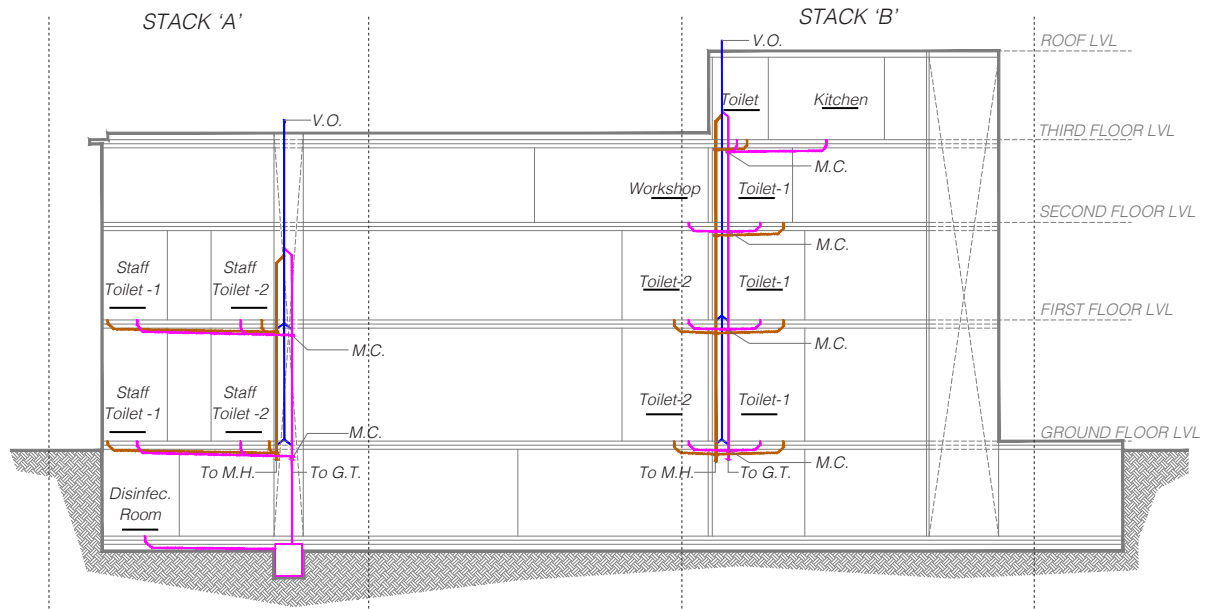 STACK ‘A’
STACK ‘B’
V.O.
ROOF LVL
V.O.
Toilet
Kitchen
THIRD FLOOR LVL
M.C.
Workshop
Toilet-1
SECOND FLOOR LVL
M.C.
Staff
Toilet -1
Staff
Toilet -2
Toilet-2
Toilet-1
FIRST FLOOR LVL
M.C.
M.C.
Staff
Toilet -1
Staff
Toilet -2
Toilet-2
Toilet-1
M.C.
GROUND FLOOR LVL
M.C.
To M.H.
To G.T.
To M.H.
To G.T.
Disinfec.
Room